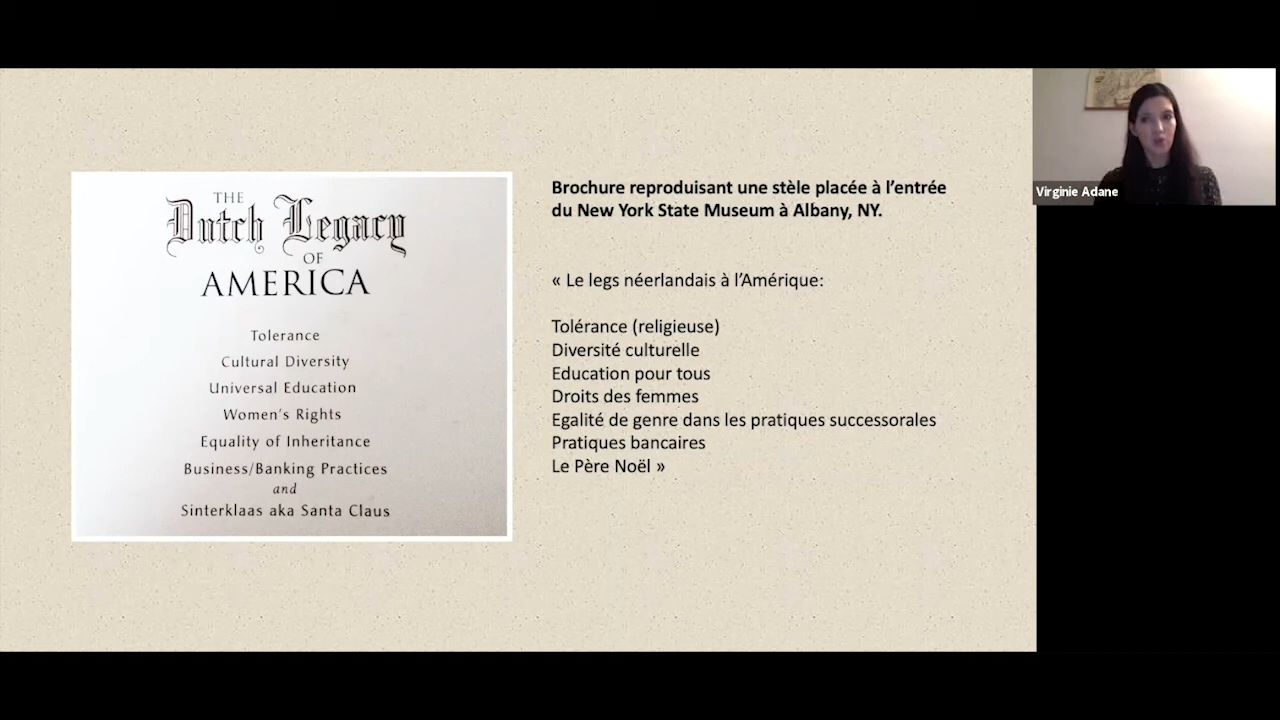 THE
Dutch Legacy
OF
AMERICA
Tolerance
Cultural Diversity
Universal Education
Women's Rights
Equality of Inheritance
Business/Banking Practices
and
Sinterklaas aka Santa Claus
Brochure reproduisant une stèle placée à l'entrée
du New York State Museum à Albany, NY.
« Le legs néerlandais à l'Amérique:
Tolérance (religieuse)
Diversité culturelle
Education pour tous
Droits des femmes
Egalité de genre dans les pratiques successorales
Pratiques bancaires
Le Père Noël »
Virginie Adane